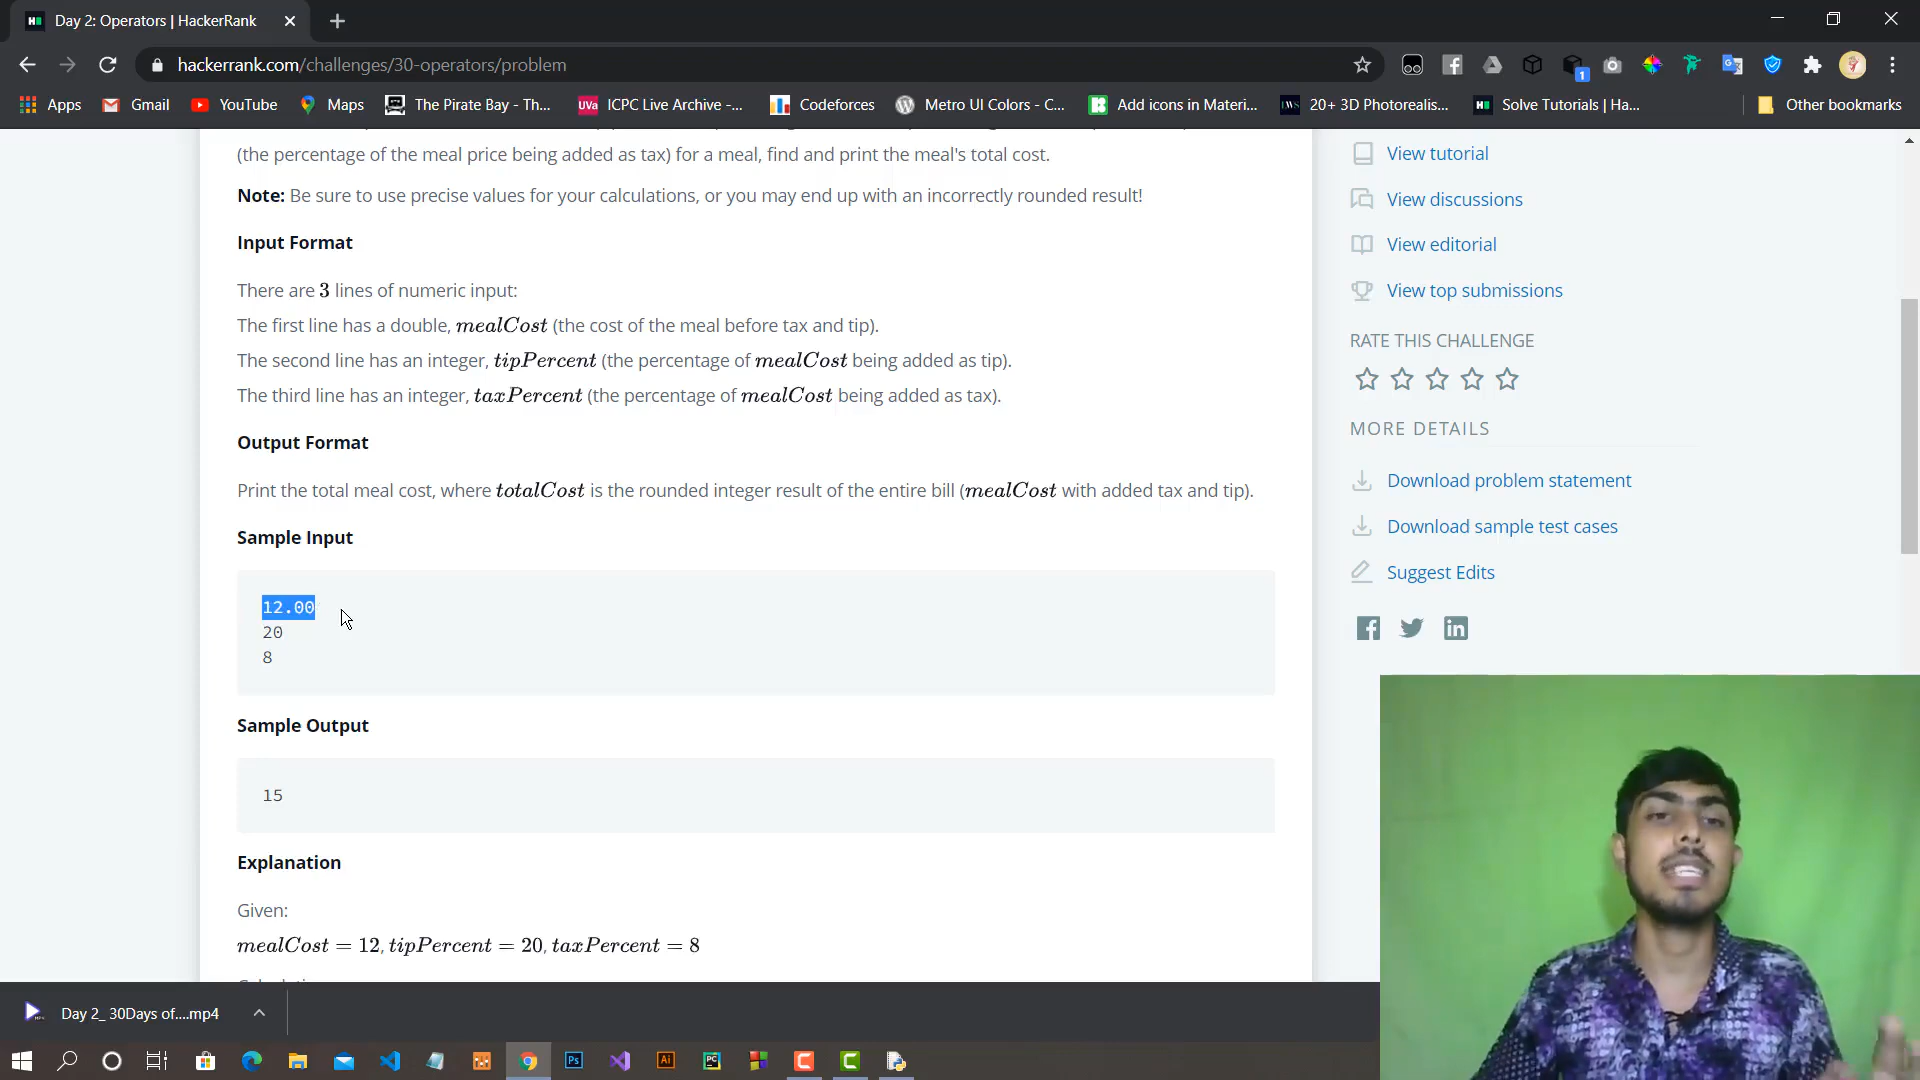 Day 2: Operators | HackerRank
hackerrank.com/challenges/30-operators/problem
Apps Gmail YouTube Maps The Pirate Bay - Th... UVa ICPC Live Archive -... Codeforces Metro UI Colors - C... Add icons in Materi... 20+ 3D Photorealis... Solve Tutorials | Ha... Other bookmarks
(the percentage of the meal price being added as tax) for a meal, find and print the meal's total cost.
Note: Be sure to use precise values for your calculations, or you may end up with an incorrectly rounded result!
Input Format
There are 3 lines of numeric input:
The first line has a double, mealCost (the cost of the meal before tax and tip).
The second line has an integer, tipPercent (the percentage of mealCost being added as tip).
The third line has an integer, taxPercent (the percentage of mealCost being added as tax).
Output Format
Print the total meal cost, where totalCost is the rounded integer result of the entire bill (mealCost with added tax and tip).
Sample Input
12.00
20
8
Sample Output
15
Explanation
Given:
mealCost = 12, tipPercent = 20, taxPercent = 8
View tutorial
View discussions
View editorial
View top submissions
RATE THIS CHALLENGE
MORE DETAILS
Download problem statement
Download sample test cases
Suggest Edits
Day 2_ 30Days of....mp4